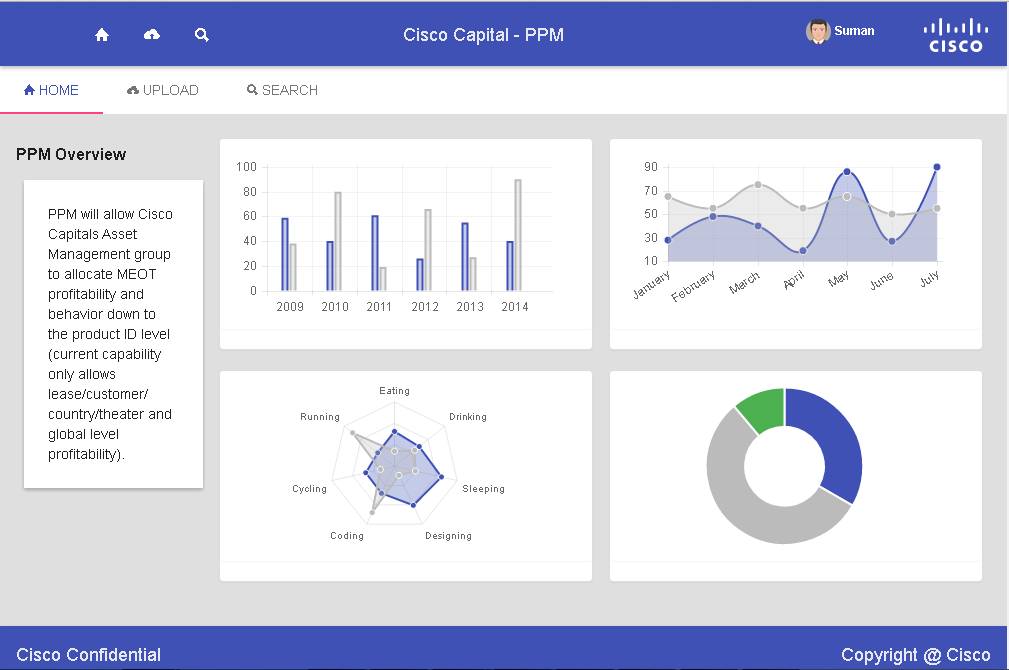 Cisco Capital - PPM
Suman
CISCO
HOME
UPLOAD
SEARCH
PPM Overview
PPM will allow Cisco
Capitals Asset
Management group
to allocate MEOT
profitability and
behavior down to
the product ID level
(current capability
only allows
lease/customer/
country/theater and
global level
profitability).
100
80
60
40
20
0
2009 2010 2011 2012 2013 2014
90
70
50
30
10
January February March April May June July
Eating
Running
Drinking
Cycling
Sleeping
Coding
Designing
Cisco Confidential
Copyright @ Cisco